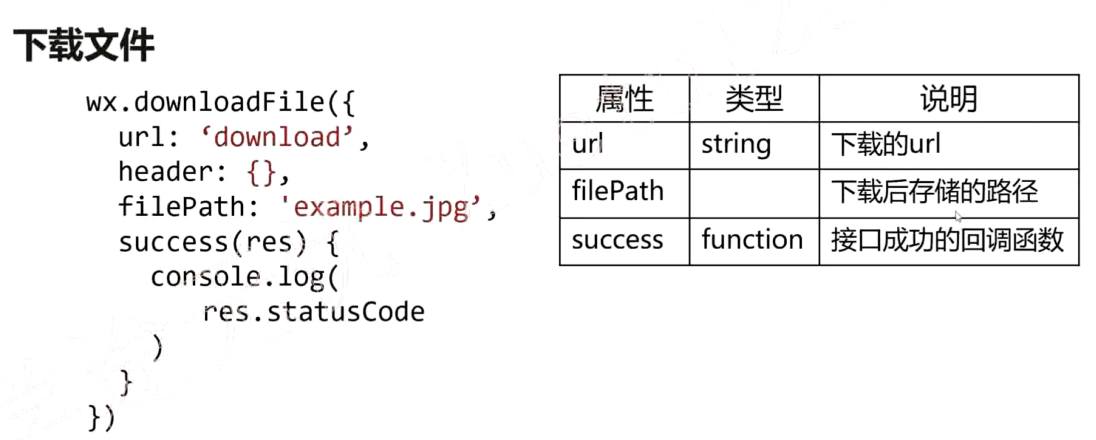 下载文件
wx.downloadFile({
url: ‘download’,
header: {},
filePath: 'example.jpg’,
success(res) {
console.log(
res.statusCode
)
}
})
属性 类型 说明
url string 下载的url
filePath 下载后存储的路径
success function 接口成功的回调函数